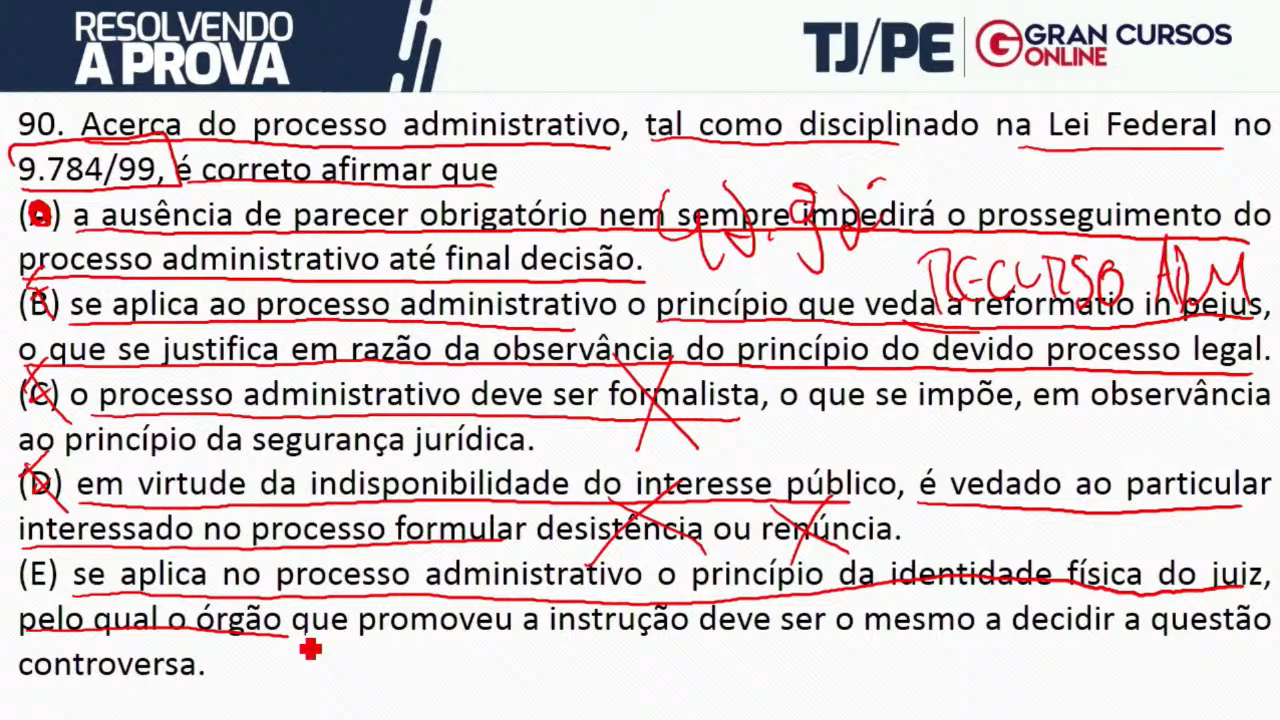 RESOLVENDO
A PROVA
TJ/PE
GRAN CURSOS
ONLINE
90. Acerca do processo administrativo, tal como disciplinado na Lei Federal no
9.784/99, é correto afirmar que
(A) a ausência de parecer obrigatório nem sempre impedirá o prosseguimento do
processo administrativo até final decisão.
RECURSO ADM
(B) se aplica ao processo administrativo o princípio que veda a reformatio in pejus,
o que se justifica em razão da observância do princípio do devido processo legal.
(C) o processo administrativo deve ser formalista, o que se impõe, em observância
ao princípio da segurança jurídica.
(D) em virtude da indisponibilidade do interesse público, é vedado ao particular
interessado no processo formular desistência ou renúncia.
(E) se aplica no processo administrativo o princípio da identidade física do juiz,
pelo qual o órgão que promoveu a instrução deve ser o mesmo a decidir a questão
controversa.